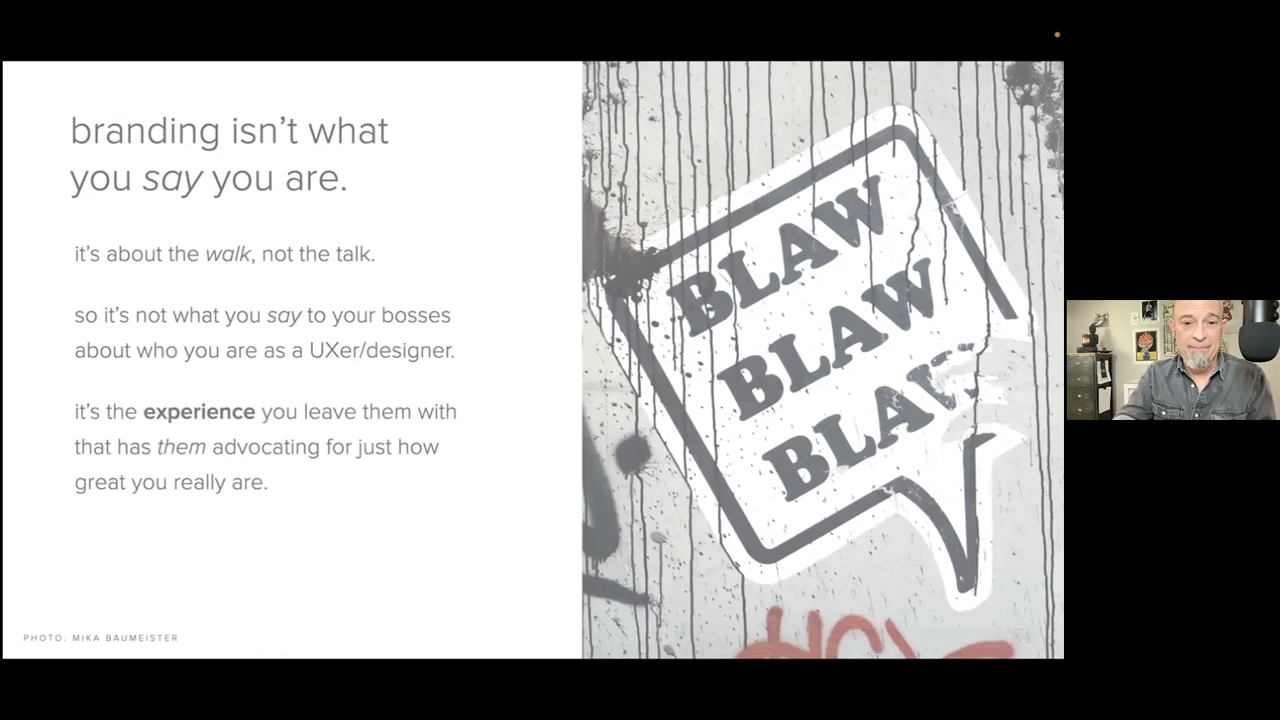 branding isn't what
you say you are.
it's about the walk, not the talk.
so it's not what you say to your bosses
about who you are as a UXer/designer.
it's the experience you leave them with
that has them advocating for just how
great you really are.
PHOTO: MIKA BAUMEISTER
BLAW
BLAW
BLAW